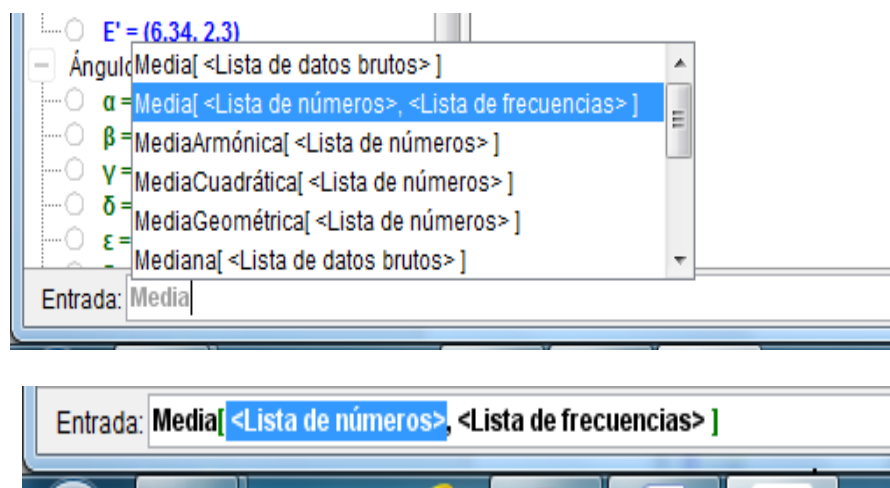 E' = (6.34, 2.3)
Ángulo
Media[ <Lista de datos brutos> ]
α = Media[ <Lista de números>, <Lista de frecuencias> ]
β = MediaArmónica[ <Lista de números> ]
γ = MediaCuadrática[ <Lista de números> ]
δ = MediaGeométrica[ <Lista de números> ]
ε = Mediana[ <Lista de datos brutos> ]
Entrada: Media
Entrada: Media[ <Lista de números>, <Lista de frecuencias> ]